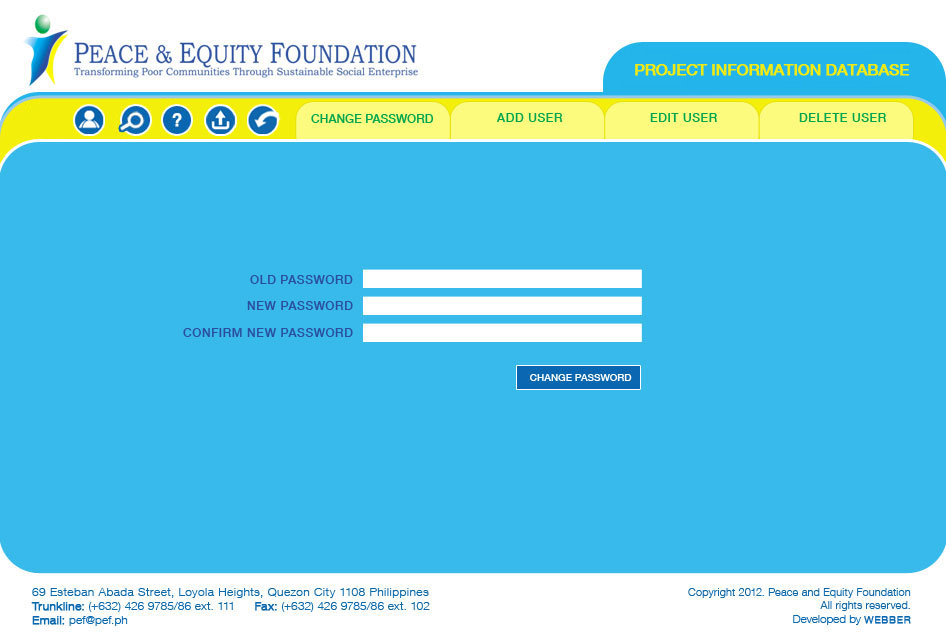 PEACE & EQUITY FOUNDATION
Transforming Poor Communities Through Sustainable Social Enterprise
PROJECT INFORMATION DATABASE
? CHANGE PASSWORD ADD USER EDIT USER DELETE USER
OLD PASSWORD
NEW PASSWORD
CONFIRM NEW PASSWORD
CHANGE PASSWORD
69 Esteban Abada Street, Loyola Heights, Quezon City 1108 Philippines
Trunkline: (+632) 426 9785/86 ext. 111 Fax: (+632) 426 9785/86 ext. 102
Email: pef@pef.ph
Copyright 2012. Peace and Equity Foundation
All rights reserved.
Developed by WEBBER